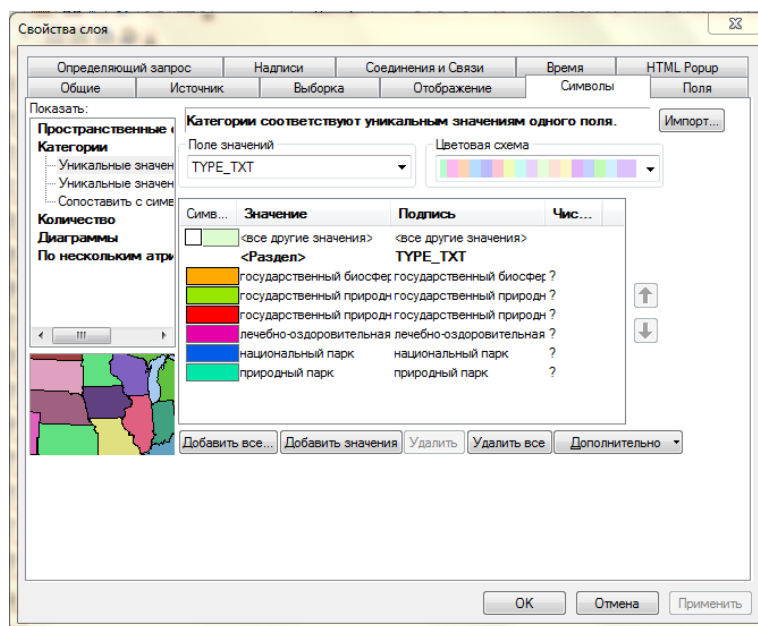 Свойства слоя
Определяющий запрос Надписи Соединения и Связи Время HTML Popup
Общие Источник Выборка Отображение Символы Поля
Показать:
Пространственные
Категории
Уникальные значен
Уникальные значен
Сопоставить с симв
Количество
Диаграммы
По нескольким атри
Категории соответствуют уникальным значениям одного поля.
Импорт...
Поле значений
TYPE_TXT
Цветовая схема
Симв... Значение Подпись Чис...
<все другие значения> <все другие значения>
<Раздел> TYPE_TXT
государственный биосфер государственный биосфер ?
государственный природн государственный природн ?
государственный природн государственный природн ?
лечебно-оздоровительная лечебно-оздоровительная ?
национальный парк национальный парк ?
природный парк природный парк ?
Добавить все... Добавить значения Удалить Удалить все Дополнительно
OK Отмена Применить